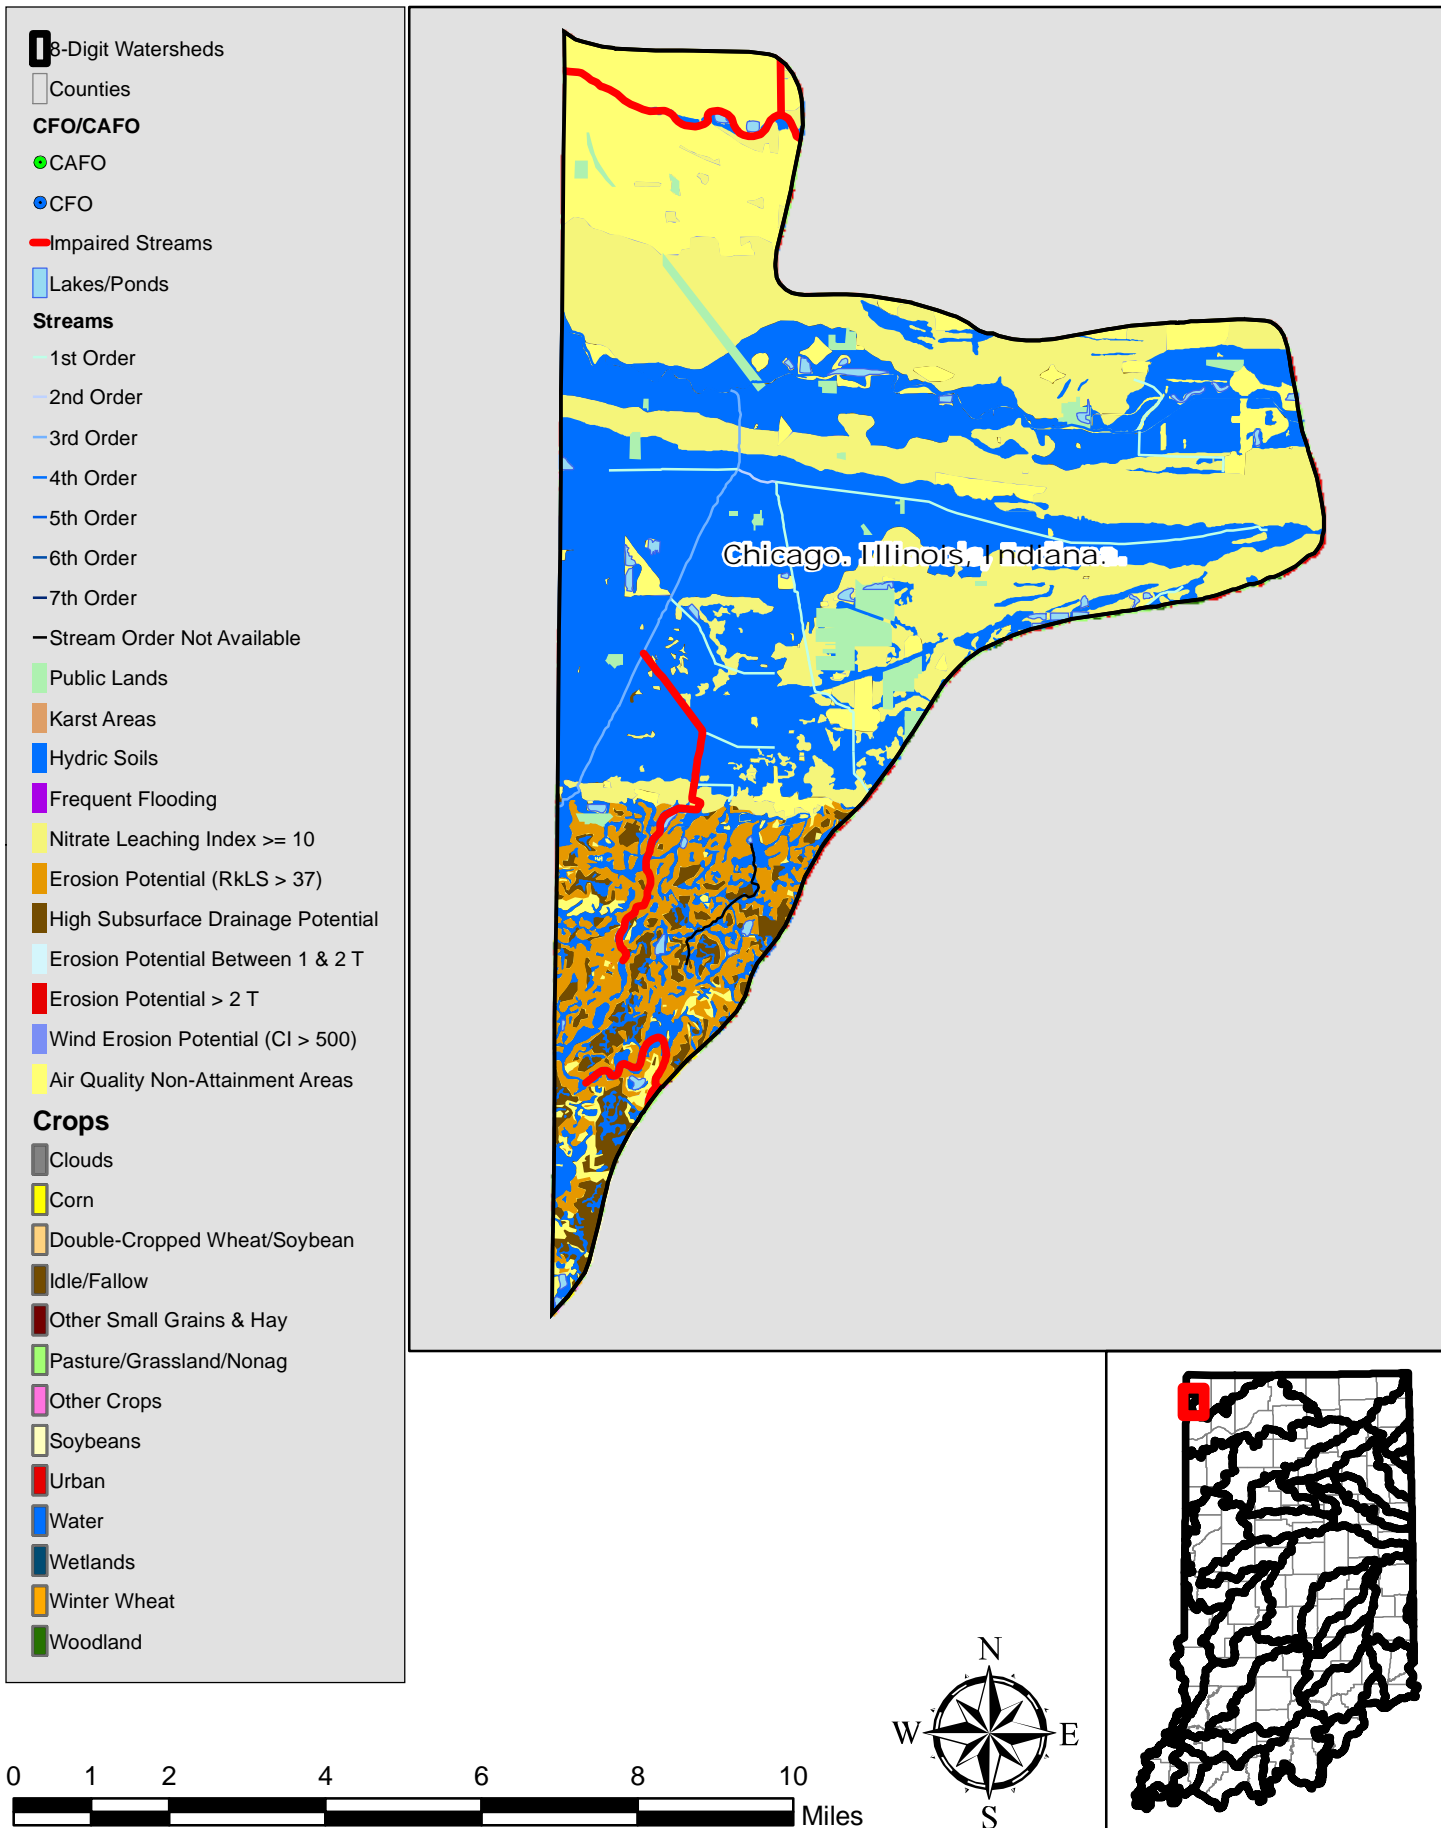 8-Digit Watersheds
Counties
CFO/CAFO
CAFO
CFO
Impaired Streams
Lakes/Ponds
Streams
1st Order
2nd Order
3rd Order
4th Order
5th Order
6th Order
7th Order
Stream Order Not Available
Public Lands
Karst Areas
Hydric Soils
Frequent Flooding
Nitrate Leaching Index >= 10
Erosion Potential (RkLS > 37)
High Subsurface Drainage Potential
Erosion Potential Between 1 & 2 T
Erosion Potential > 2 T
Wind Erosion Potential (CI > 500)
Air Quality Non-Attainment Areas
Crops
Clouds
Corn
Double-Cropped Wheat/Soybean
Idle/Fallow
Other Small Grains & Hay
Pasture/Grassland/Nonag
Other Crops
Soybeans
Urban
Water
Wetlands
Winter Wheat
Woodland
Chicago. Illinois, Indiana.
N
W E
S
0 1 2 4 6 8 10
Miles